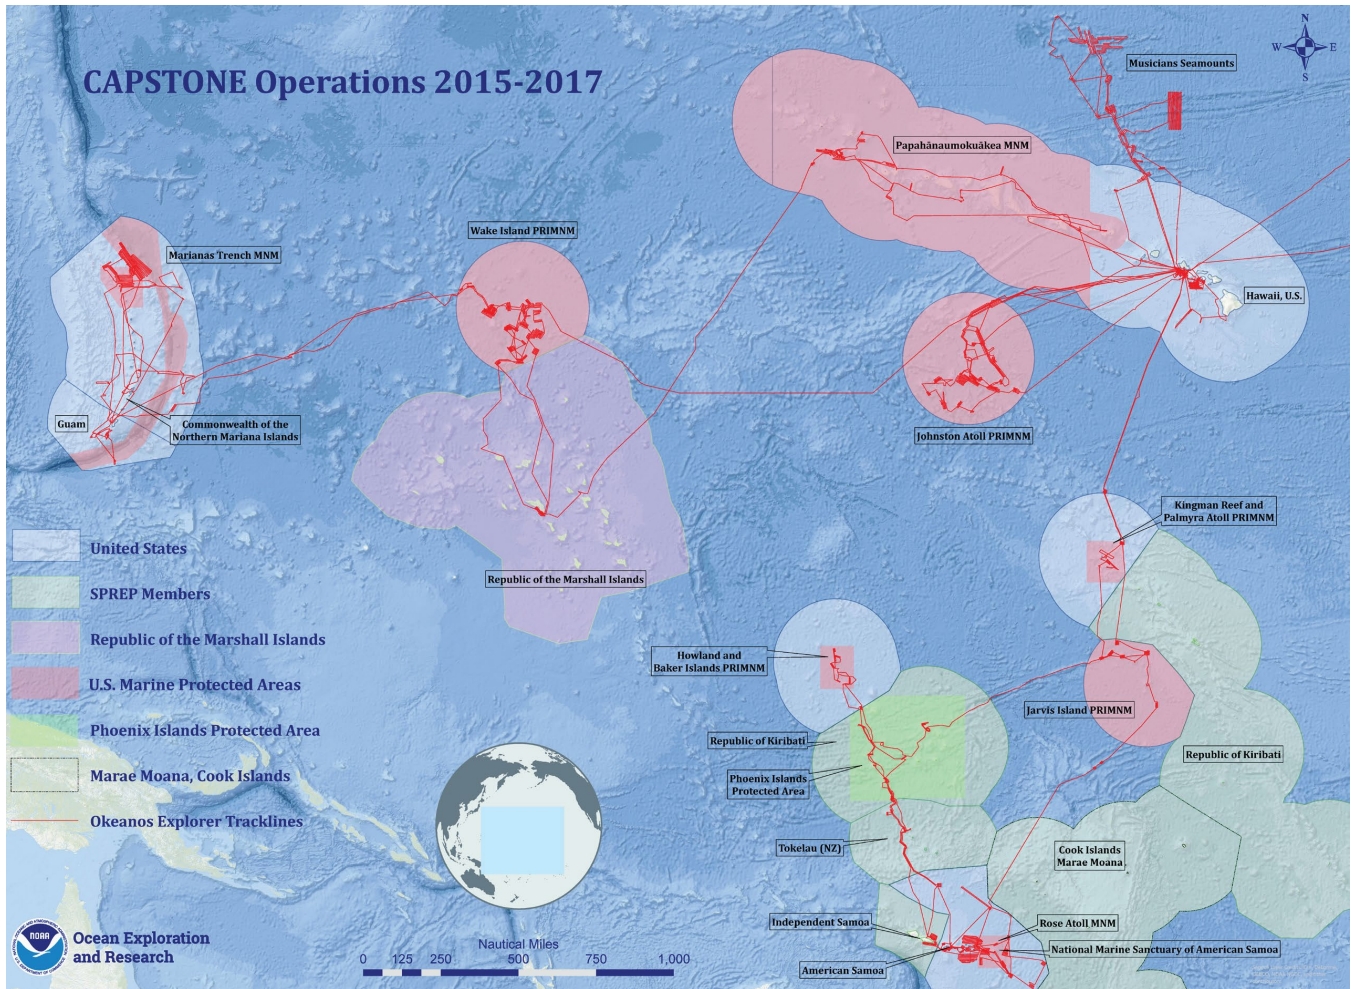 CAPSTONE Operations 2015-2017
N
W
E
S
Musicians Seamounts
Papahānaumokuākea MNM
Wake Island PRIMNM
Marianas Trench MNM
Hawaii, U.S.
Guam
Commonwealth of the
Northern Mariana Islands
Johnston Atoll PRIMNM
Kingman Reef and
Palmyra Atoll PRIMNM
Republic of the Marshall Islands
United States
SPREP Members
Republic of the Marshall Islands
U.S. Marine Protected Areas
Phoenix Islands Protected Area
Marae Moana, Cook Islands
Okeanos Explorer Tracklines
Howland and
Baker Islands PRIMNM
Jarvis Island PRIMNM
Republic of Kiribati
Republic of Kiribati
Phoenix Islands
Protected Area
Tokelau (NZ)
Cook Islands
Marae Moana
Independent Samoa
Rose Atoll MNM
National Marine Sanctuary of American Samoa
American Samoa
NOAA
Ocean Exploration
and Research
Nautical Miles
0 125 250 500 750 1,000